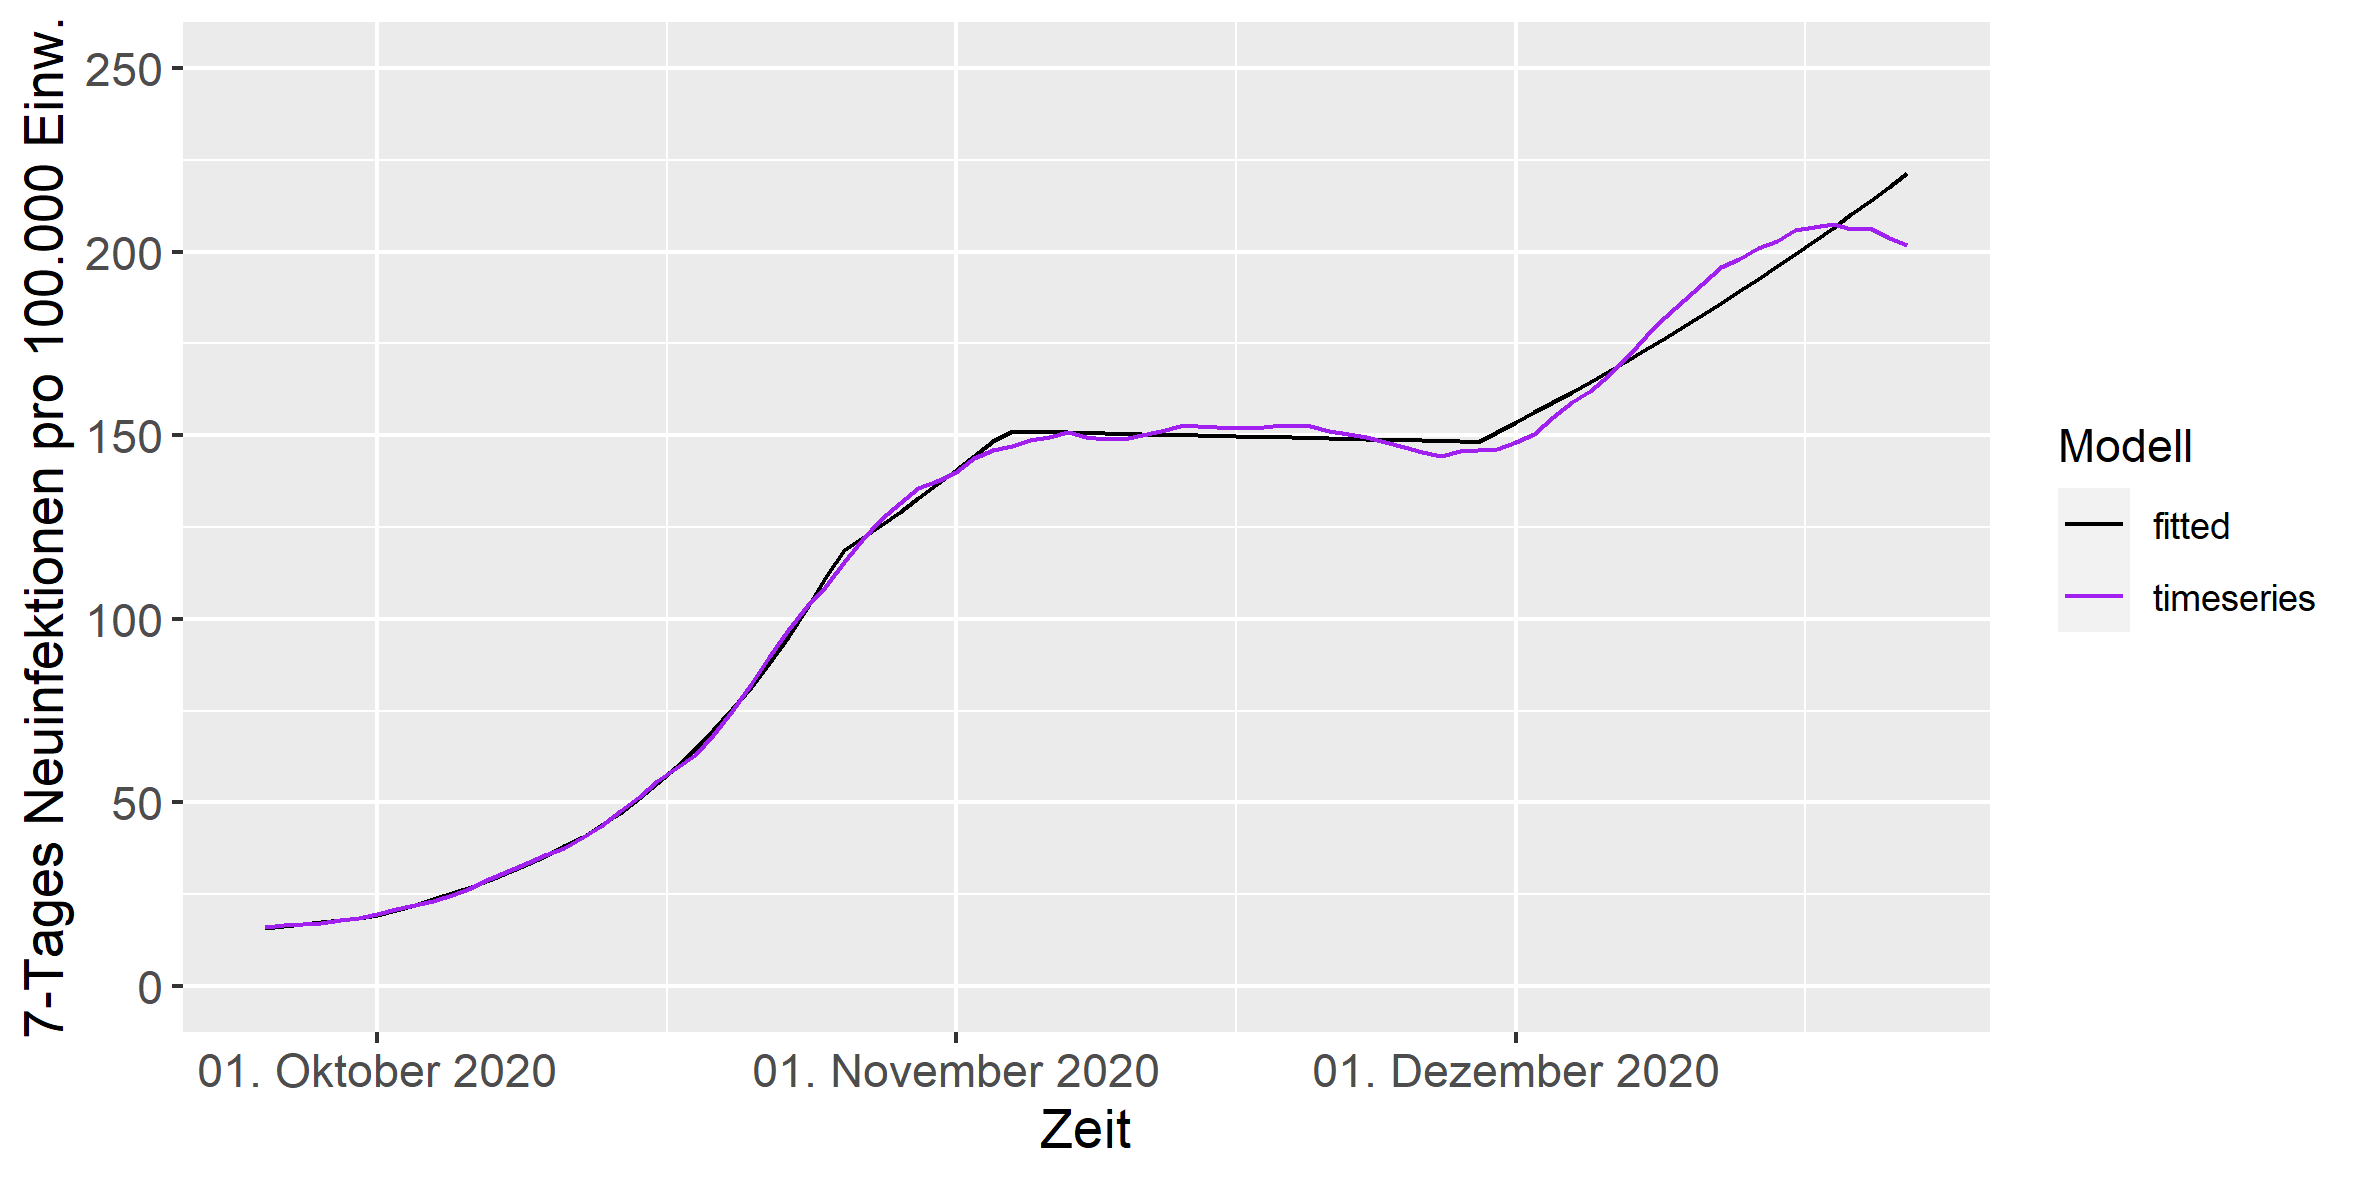 7-Tages Neuinfektionen pro 100.000 Einw.
250
200
150
100
50
0
01. Oktober 2020
01. November 2020
01. Dezember 2020
Zeit
Modell
fitted
timeseries